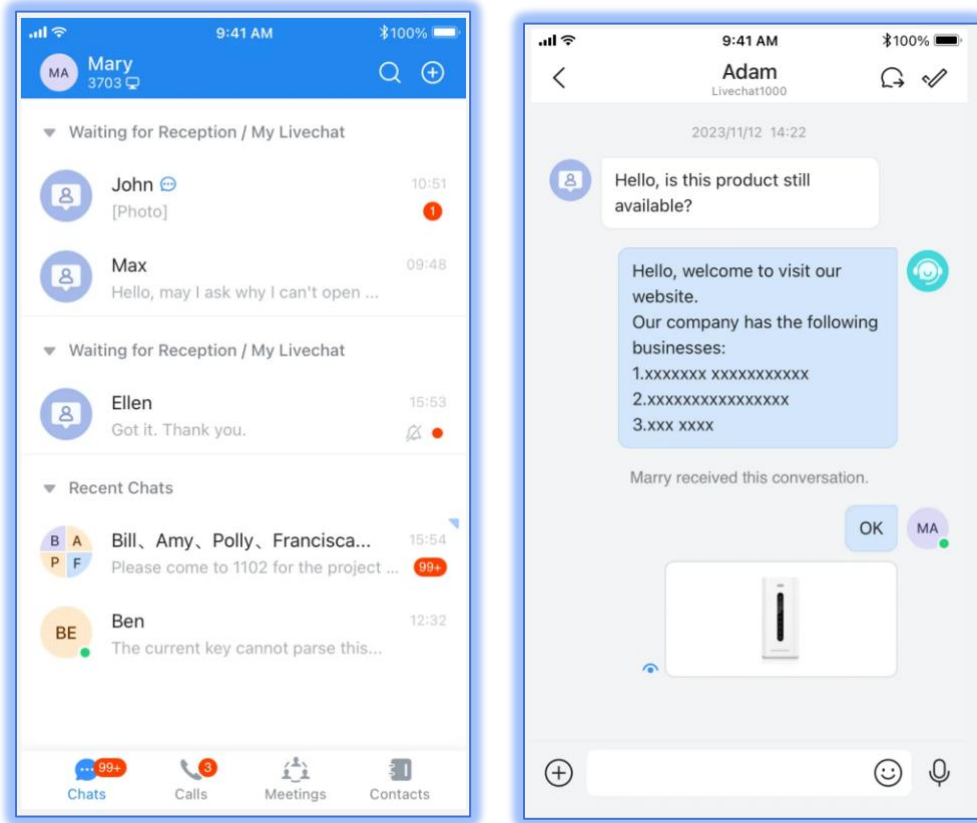 9:41 AM
100%
MA
Mary
3703
Waiting for Reception / My Livechat
John
10:51
[Photo]
1
Max
09:48
Hello, may I ask why I can't open ...
Waiting for Reception / My Livechat
Ellen
15:53
Got it. Thank you.
Recent Chats
B A
P F
Bill、Amy、Polly、Francisca...
15:54
Please come to 1102 for the project ...
99+
BE
Ben
12:32
The current key cannot parse this...
99+
3
Chats
Calls
Meetings
Contacts
9:41 AM
100%
Adam
Livechat1000
2023/11/12 14:22
Hello, is this product still
available?
Hello, welcome to visit our
website.
Our company has the following
businesses:
1.xxxxxxx xxxxxxxxxxx
2.xxxxxxxxxxxxxxxx
3.xxx xxxx
Marry received this conversation.
OK
MA